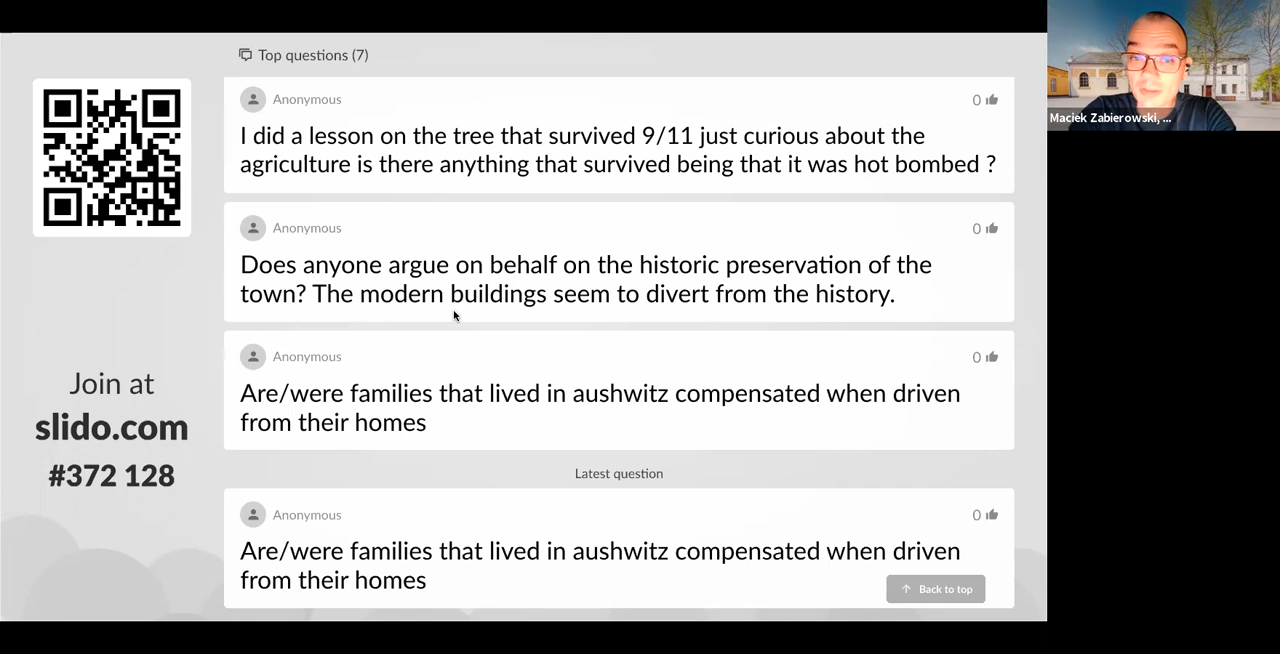 Top questions (7)
Anonymous
0
I did a lesson on the tree that survived 9/11 just curious about the
agriculture is there anything that survived being that it was hot bombed ?
Anonymous
0
Does anyone argue on behalf on the historic preservation of the
town? The modern buildings seem to divert from the history.
Anonymous
0
Are/were families that lived in aushwitz compensated when driven
from their homes
Latest question
Anonymous
0
Are/were families that lived in aushwitz compensated when driven
from their homes
Back to top
Join at
slido.com
#372 128
Maciek Zabierowski, ...